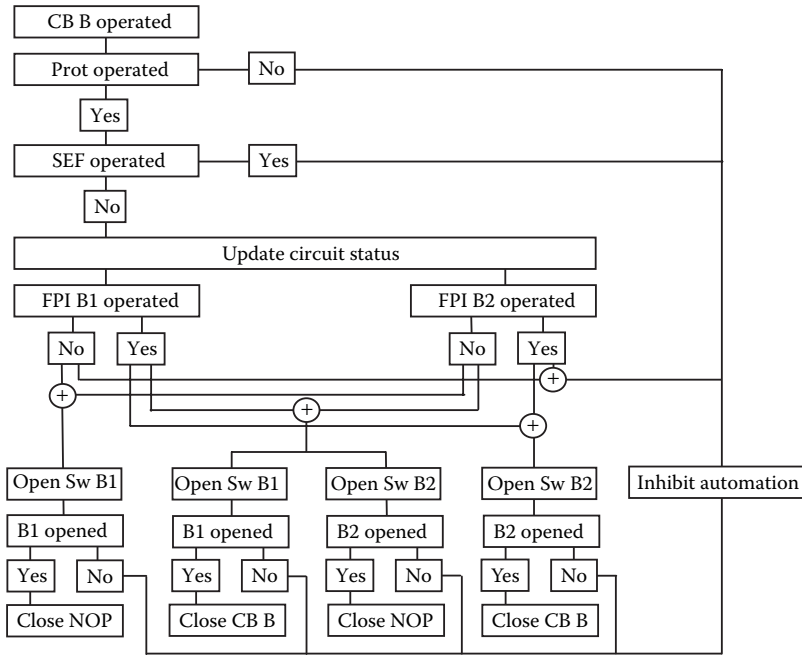 CB B operated
Prot operated
No
Yes
SEF operated
Yes
No
Update circuit status
FPI B1 operated
FPI B2 operated
No
Yes
No
Yes
+
+
+
+
Open Sw B1
Open Sw B1
Open Sw B2
Open Sw B2
Inhibit automation
B1 opened
B1 opened
B2 opened
B2 opened
Yes
No
Yes
No
Yes
No
Yes
No
Close NOP
Close CB B
Close NOP
Close CB B